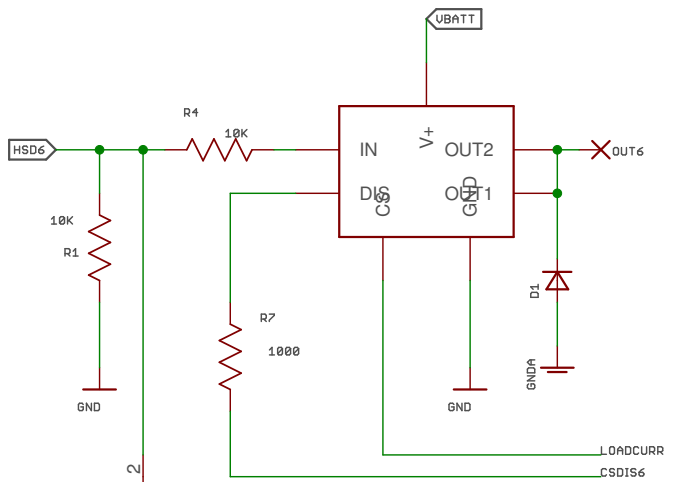 VBATT
R4
10K
HSD6
IN
V+
OUT2
OUT6
DIS
CS
OUT1
GND
10K
R1
D1
R7
1000
GNDA
GND
GND
LOADCURR
2
CSDIS6